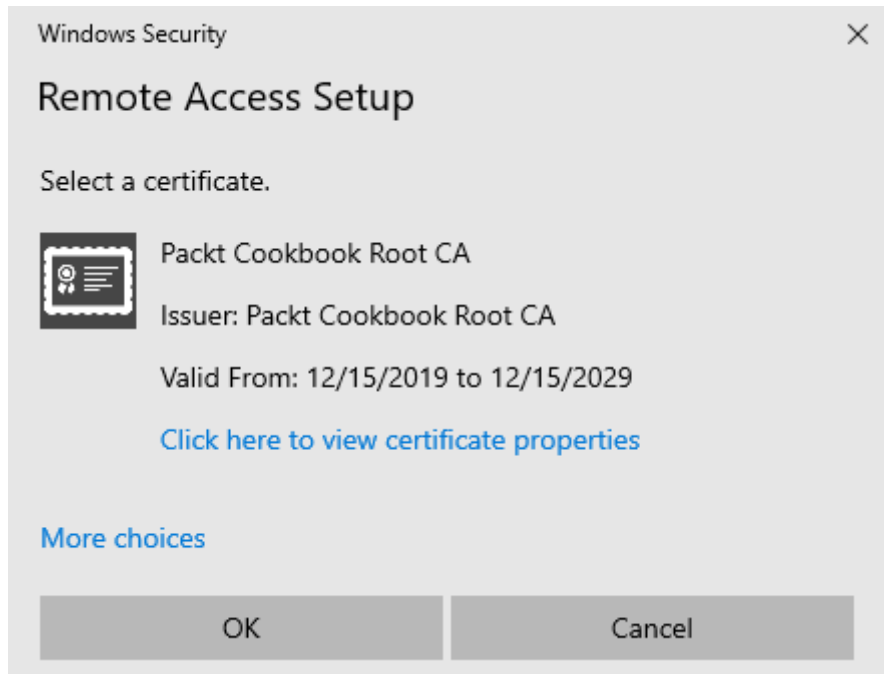 Windows Security
Remote Access Setup
Select a certificate.
Packt Cookbook Root CA
Issuer: Packt Cookbook Root CA
Valid From: 12/15/2019 to 12/15/2029
Click here to view certificate properties
More choices
OK
Cancel